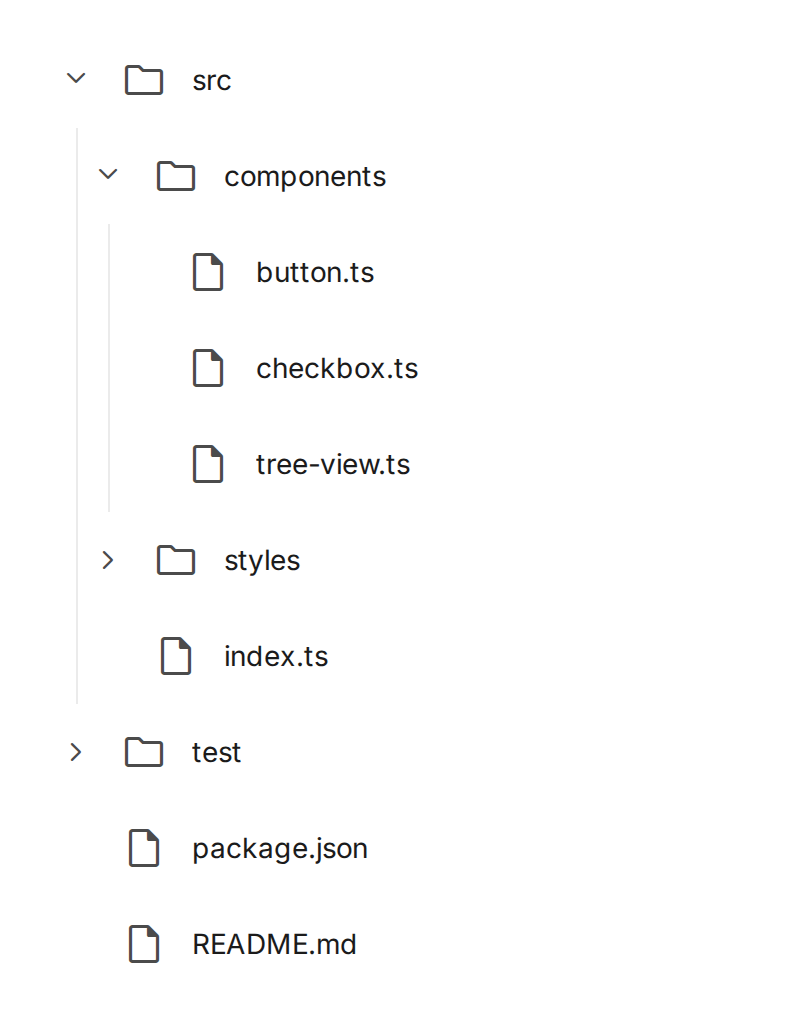 src
components
button.ts
checkbox.ts
tree-view.ts
styles
index.ts
test
package.json
README.md